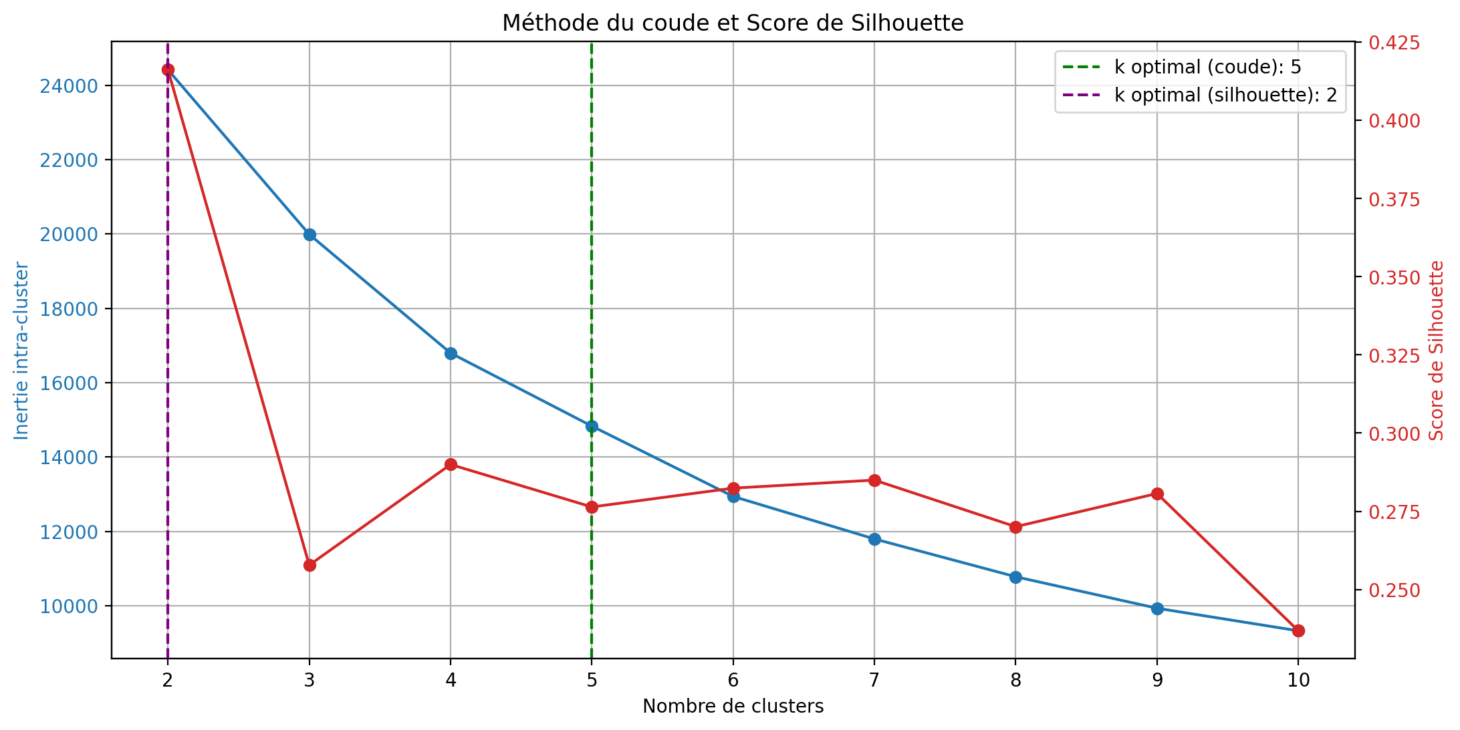 Méthode du coude et Score de Silhouette
k optimal (coude): 5
k optimal (silhouette): 2
Inertie intra-cluster
24000
22000
20000
18000
16000
14000
12000
10000
Score de Silhouette
0.425
0.400
0.375
0.350
0.325
0.300
0.275
0.250
2 3 4 5 6 7 8 9 10
Nombre de clusters